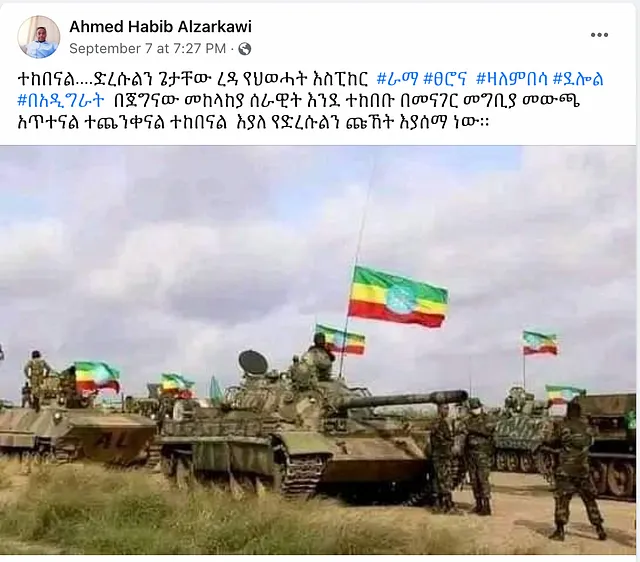 Ahmed Habib Alzarkawi
September 7 at 7:27 PM ·
ተከበናል....ድረሱልን ጌታቸው ረዳ የህወሓት እስፒከር #ራማ #ፀሮና #ዛለምበሳ #ደሎል
#በአዲግራት በጀግናው መከላከያ ሰራዊት እንደ ተከበቡ በመናገር መግቢያ መውጫ
አጥተናል ተጨንቀናል ተከበናል እያለ የድረሱልን ጩኸት እያሰማ ነው።